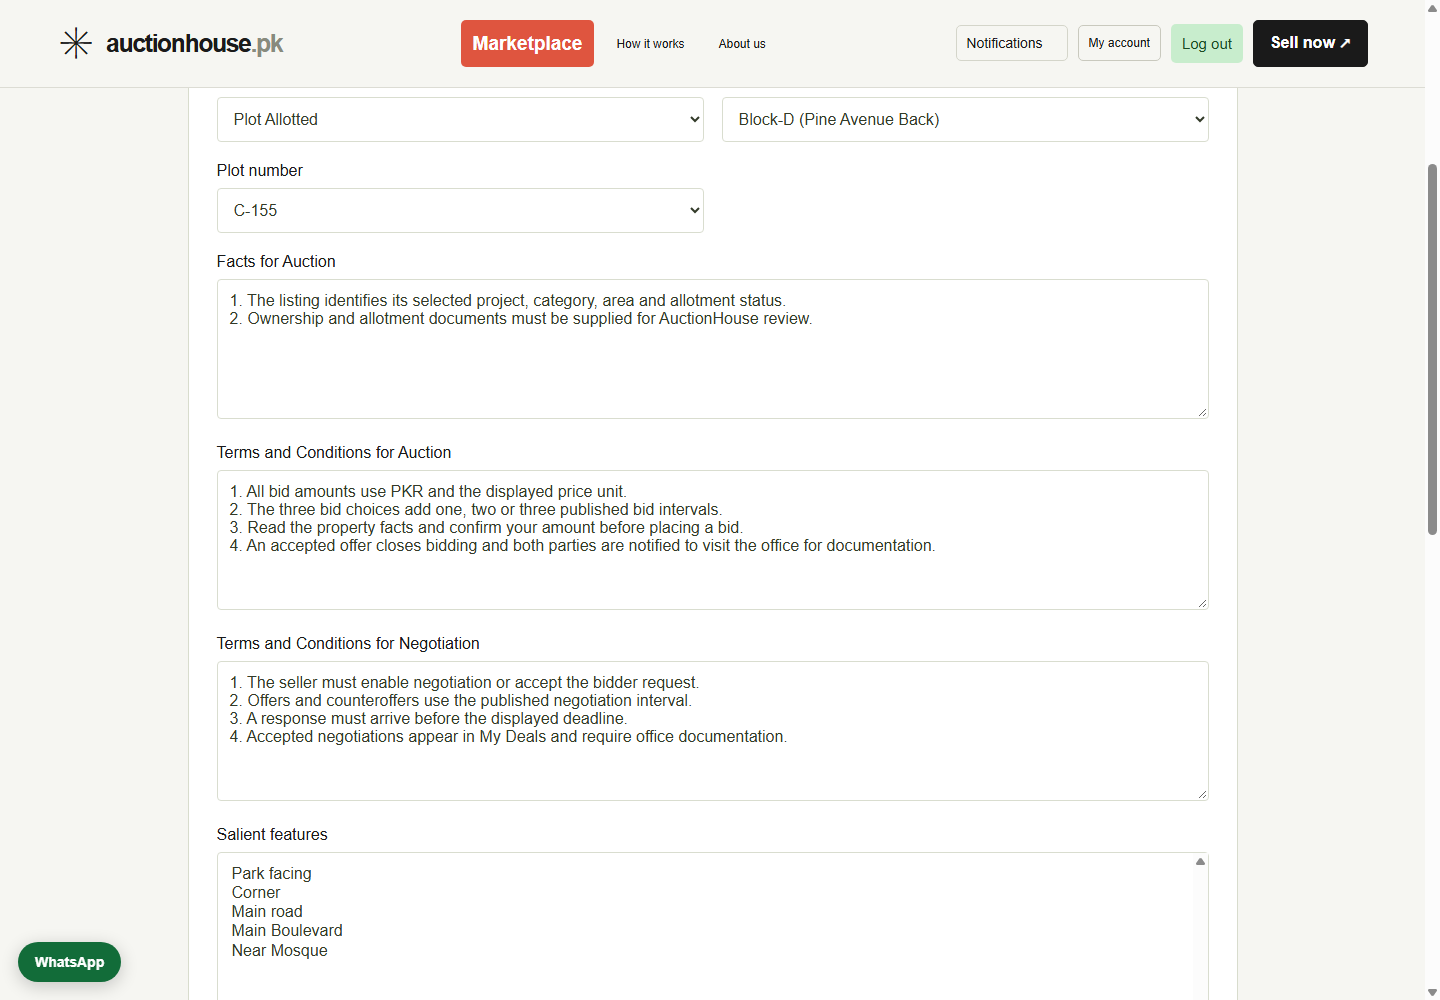 auctionhouse.pk
Marketplace
How it works
About us
Notifications
My account
Log out
Sell now ↗
Plot Allotted
Block-D (Pine Avenue Back)
Plot number
C-155
Facts for Auction
1. The listing identifies its selected project, category, area and allotment status.
2. Ownership and allotment documents must be supplied for AuctionHouse review.
Terms and Conditions for Auction
1. All bid amounts use PKR and the displayed price unit.
2. The three bid choices add one, two or three published bid intervals.
3. Read the property facts and confirm your amount before placing a bid.
4. An accepted offer closes bidding and both parties are notified to visit the office for documentation.
Terms and Conditions for Negotiation
1. The seller must enable negotiation or accept the bidder request.
2. Offers and counteroffers use the published negotiation interval.
3. A response must arrive before the displayed deadline.
4. Accepted negotiations appear in My Deals and require office documentation.
Salient features
Park facing
Corner
Main road
Main Boulevard
Near Mosque
WhatsApp